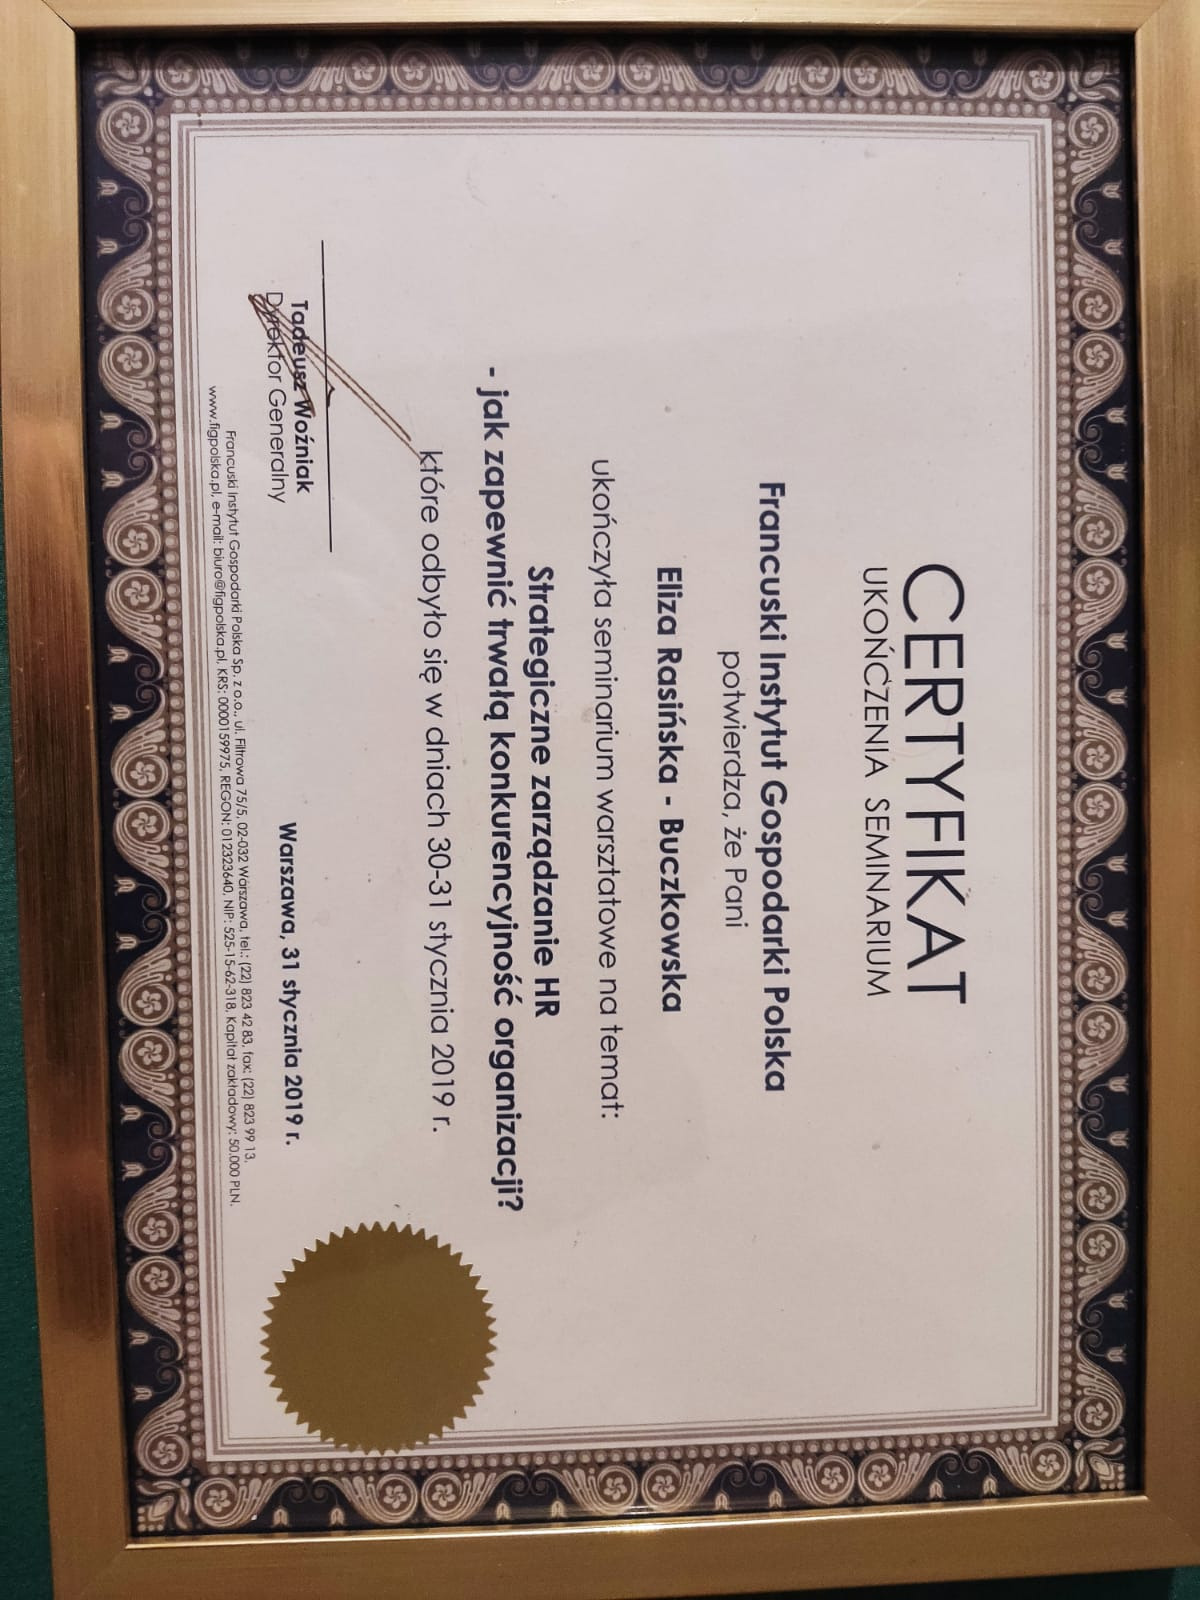 CERTYFIKAT
UKOŃCZENIA SEMINARIUM
Francuski Instytut Gospodarki Polska
potwierdza, że Pani
Eliza Rasińska - Buczkowska
ukończyła seminarium warsztatowe na temat:
Strategiczne zarządzanie HR
- jak zapewnić trwałą konkurencyjność organizacji?
które odbyło się w dniach 30-31 stycznia 2019 r.
Tadeusz Woźniak
Dyrektor Generalny
Warszawa, 31 stycznia 2019 r.
Francuski Instytut Gospodarki Polska Sp. z o.o., ul. Filtrowa 75/5, 02-032 Warszawa, tel.: (22) 823 42 83, fax: (22) 823 99 13,
www.figpolska.pl, e-mail: biuro@figpolska.pl, KRS: 0000159975, REGON: 012323640, NIP: 525-15-62-318, Kapitał zakładowy: 50.000 PLN.